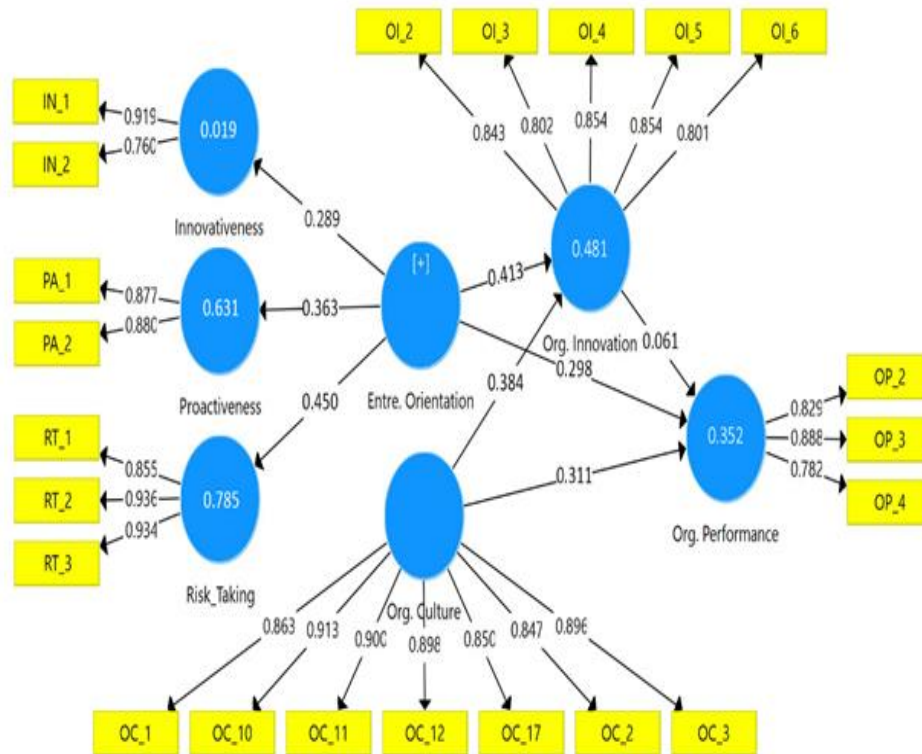 OI_2 OI_3 OI_4 OI_5 OI_6
0.843 0.802 0.854 0.854 0.801
IN_1
0.919
IN_2
0.760
0.019
Innovativeness
0.289
[+]
Entre. Orientation
0.413
0.481
Org. Innovation
0.061
PA_1
0.877
PA_2
0.880
0.631
Proactiveness
0.363
0.298
0.384
0.450
RT_1
0.855
RT_2
0.936
RT_3
0.934
0.785
Risk_Taking
0.352
Org. Performance
OP_2
0.829
OP_3
0.888
OP_4
0.782
0.311
Org. Culture
0.863 0.913 0.900 0.898 0.850 0.847 0.896
OC_1 OC_10 OC_11 OC_12 OC_17 OC_2 OC_3